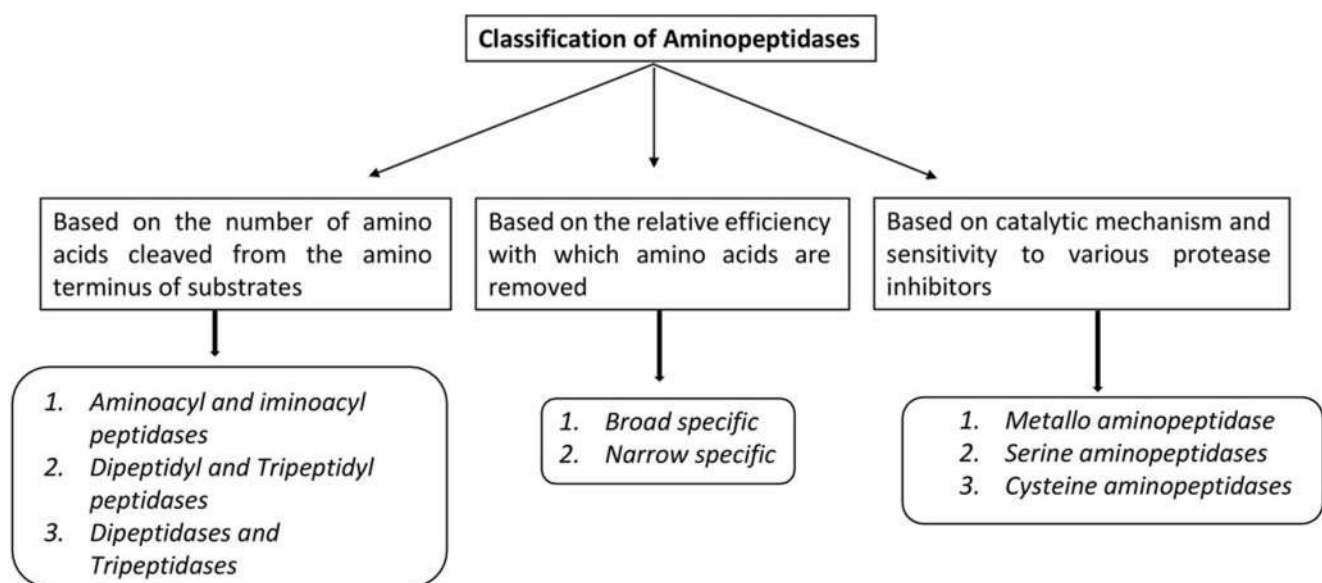 Classification of Aminopeptidases
Based on the number of amino
acids cleaved from the amino
terminus of substrates
Based on the relative efficiency
with which amino acids are
removed
Based on catalytic mechanism and
sensitivity to various protease
inhibitors
1. Aminoacyl and iminoacyl
peptidases
2. Dipeptidyl and Tripeptidyl
peptidases
3. Dipeptidases and
Tripeptidases
1. Broad specific
2. Narrow specific
1. Metallo aminopeptidase
2. Serine aminopeptidases
3. Cysteine aminopeptidases